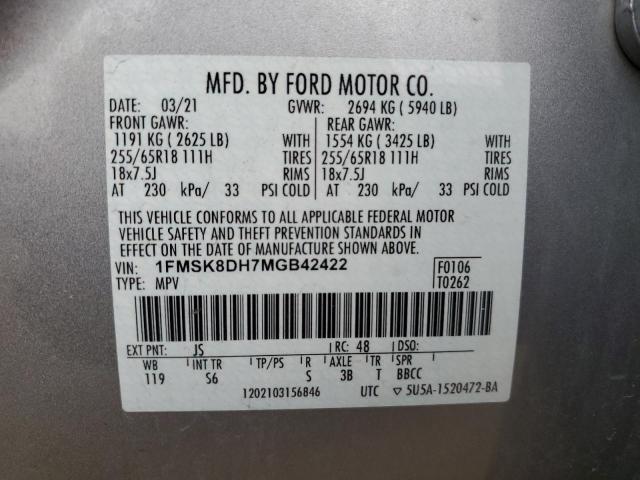 MFD. BY FORD MOTOR CO.
DATE: 03/21 GVWR: 2694 KG ( 5940 LB)
FRONT GAWR: REAR GAWR:
1191 KG ( 2625 LB) WITH 1554 KG ( 3425 LB) WITH
255/65R18 111H TIRES 255/65R18 111H TIRES
18x7.5J RIMS 18x7.5J RIMS
AT 230 kPa/ 33 PSI COLD AT 230 kPa/ 33 PSI COLD
THIS VEHICLE CONFORMS TO ALL APPLICABLE FEDERAL MOTOR
VEHICLE SAFETY AND THEFT PREVENTION STANDARDS IN
EFFECT ON THE DATE OF MANUFACTURE SHOWN ABOVE.
VIN: 1FMSK8DH7MGB42422 F0106
TYPE: MPV T0262
EXT PNT: JS RC: 48 DSO:
WB INT TR TP/PS R AXLE TR SPR
119 S6 S 3B T BBCC
1202103156846 UTC ▽ 5U5A-1520472-BA